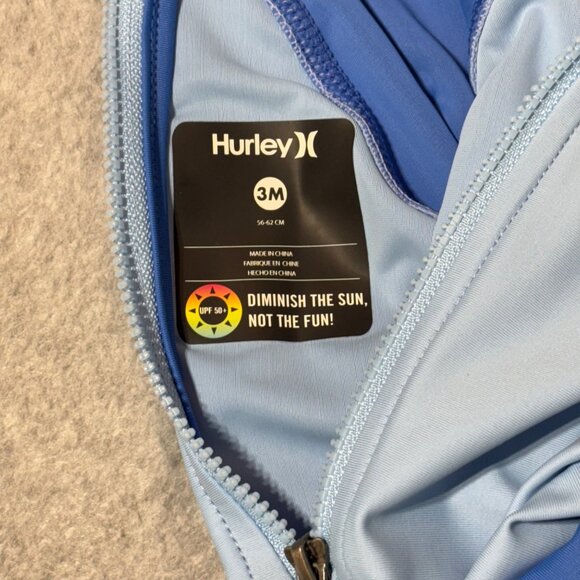 Hurley
3M
56-62 CM
MADE IN CHINA
FABRIQUE EN CHINE
HECHO EN CHINA
UPF 50+
DIMINISH THE SUN,
NOT THE FUN!